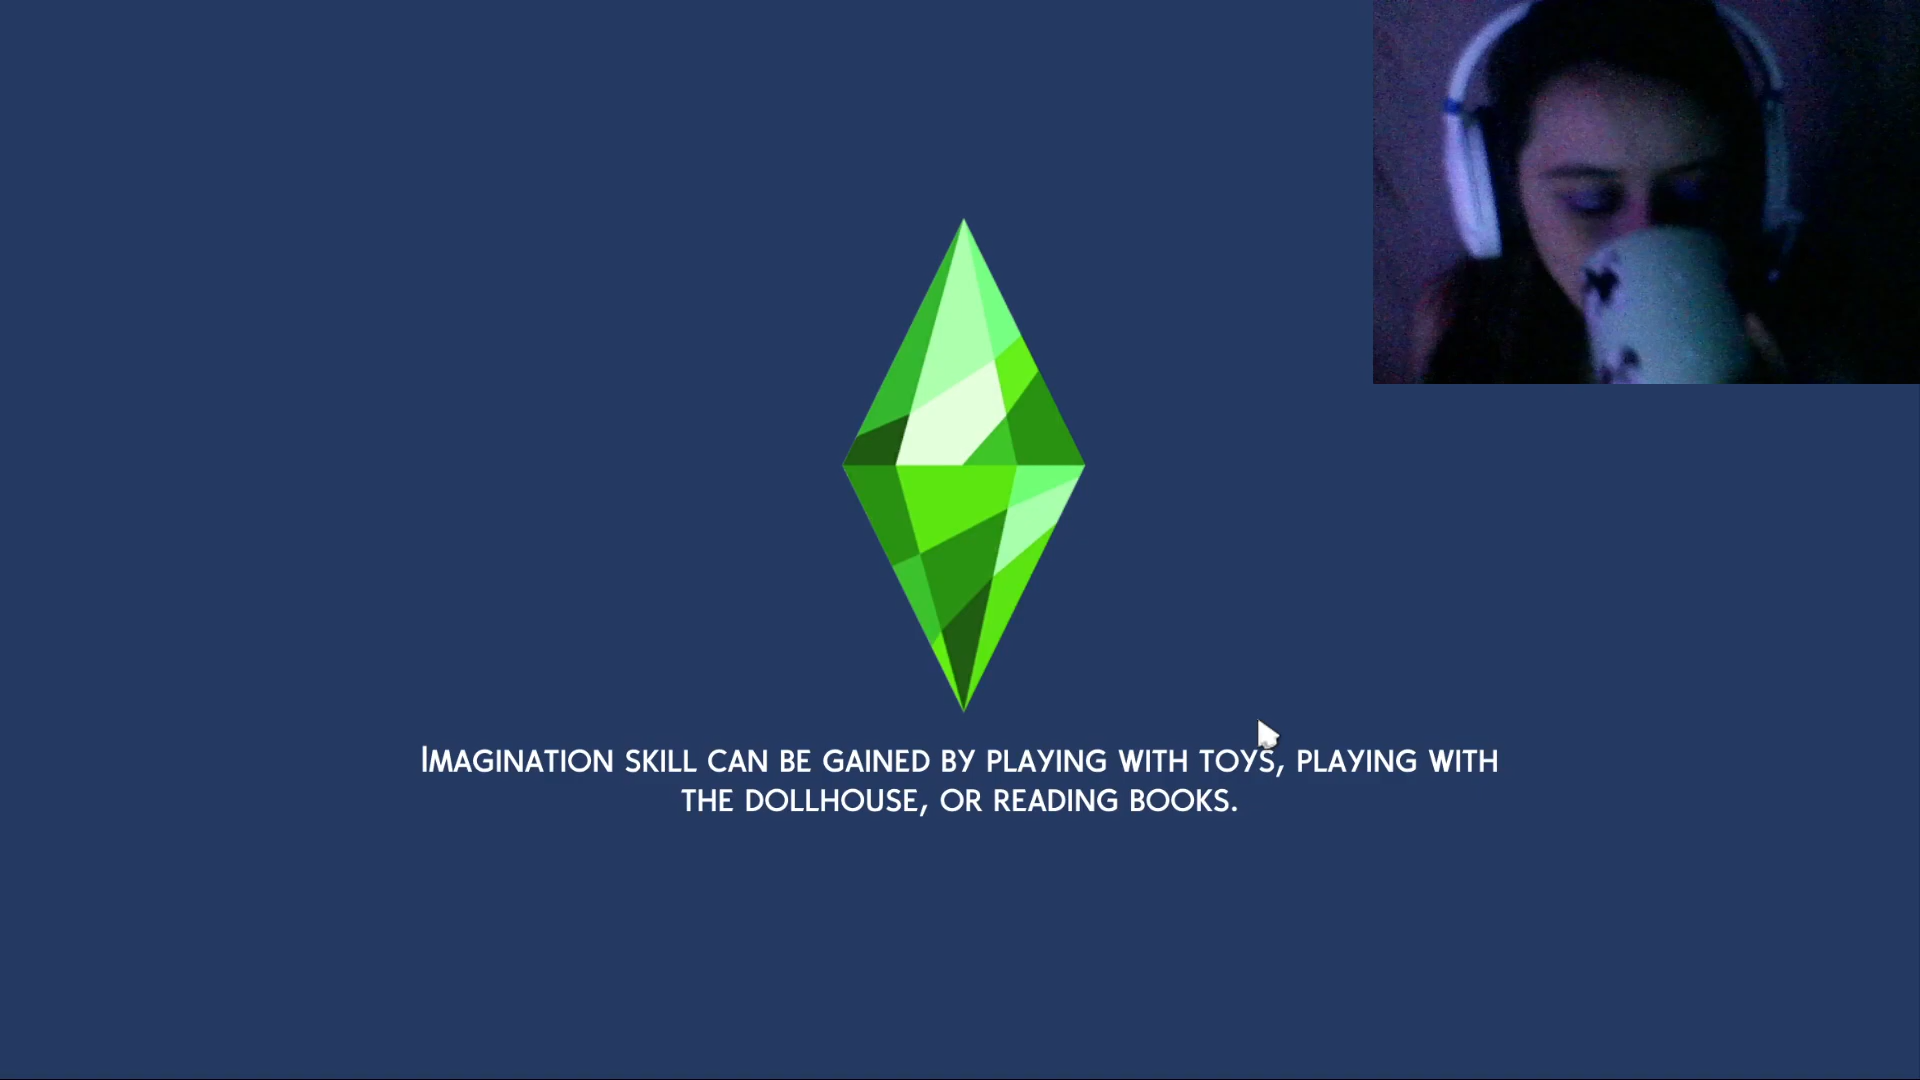 Imagination skill can be gained by playing with toys, playing with
the dollhouse, or reading books.